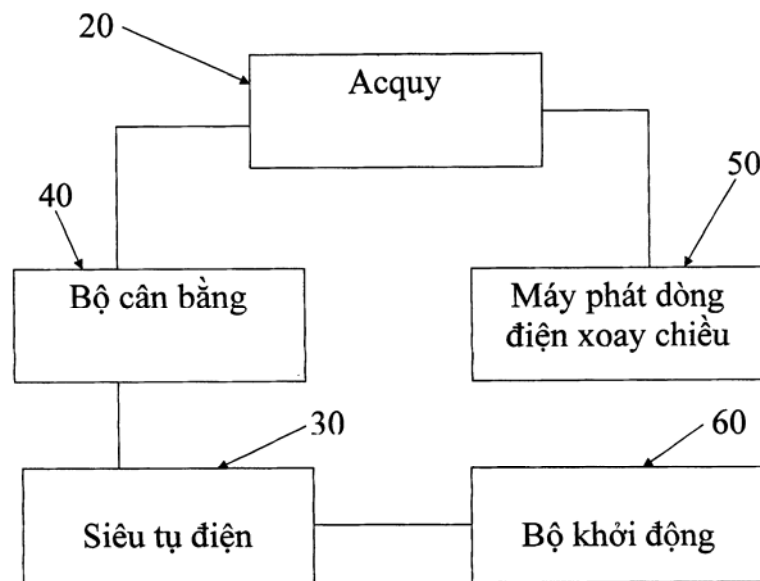 20
Acquy
50
40
Bộ cân bằng
Máy phát dòng
điện xoay chiều
30
60
Siêu tụ điện
Bộ khởi động